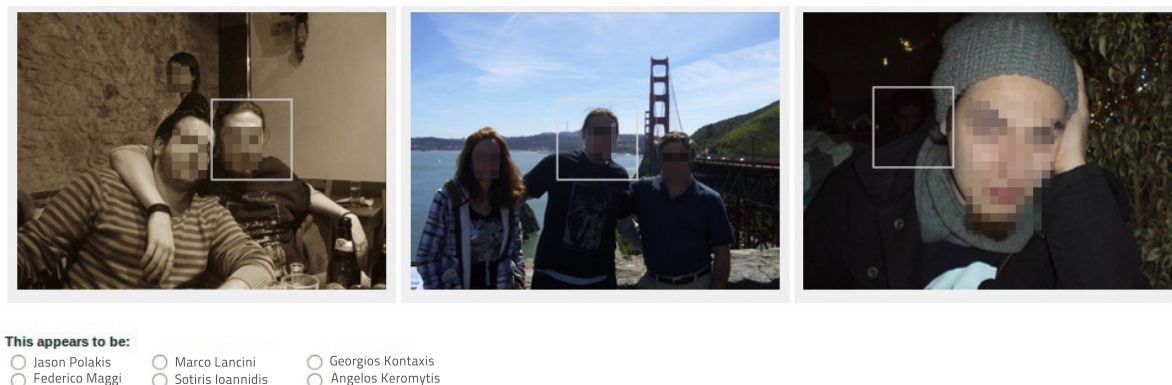 This appears to be:
Jason Polakis Marco Lancini Georgios Kontaxis
Federico Maggi Sotiris Ioannidis Angelos Keromytis